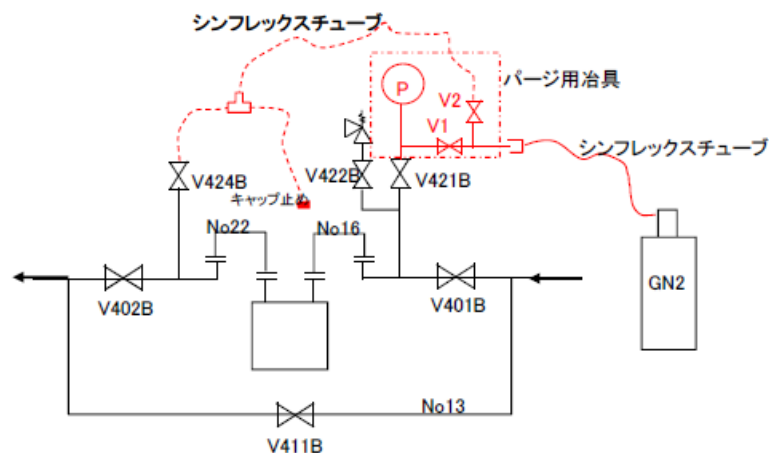 シンフレックスチューブ
パージ用冶具
P
V2
V1
シンフレックスチューブ
V422B
V421B
V424B
キャップ止め
No22
No16
V402B
V401B
GN2
No13
V411B